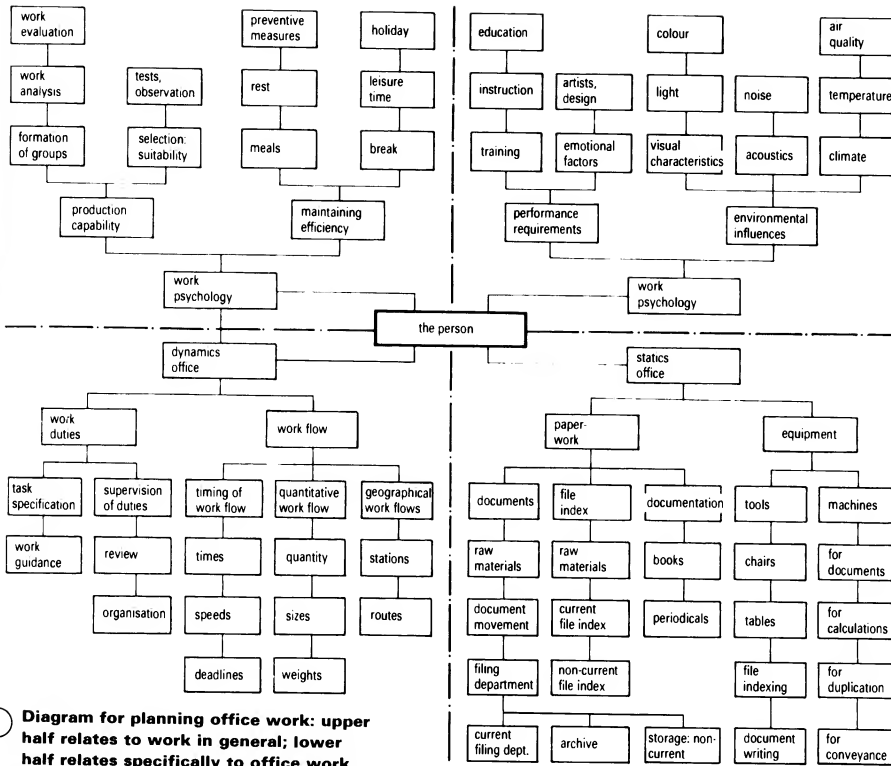 work
evaluation
work
analysis
formation
of groups
tests,
observation
selection:
suitability
production
capability
preventive
measures
rest
meals
holiday
leisure
time
break
maintaining
efficiency
work
psychology
education
instruction
training
artists,
design
emotional
factors
performance
requirements
colour
light
visual
characteristics
noise
acoustics
air
quality
temperature
climate
environmental
influences
work
psychology
the person
dynamics
office
work
duties
task
specification
work
guidance
supervision
of duties
review
organisation
work flow
timing of
work flow
times
speeds
deadlines
quantitative
work flow
quantity
sizes
weights
geographical
work flows
stations
routes
statics
office
paper-
work
documents
raw
materials
document
movement
filing
department
file
index
raw
materials
current
file index
non-current
file index
documentation
books
periodicals
current
filing dept.
archive
storage: non-
current
equipment
tools
chairs
tables
file
indexing
document
writing
machines
for
documents
for
calculations
for
duplication
for
conveyance
Diagram for planning office work: upper
half relates to work in general; lower
half relates specifically to office work